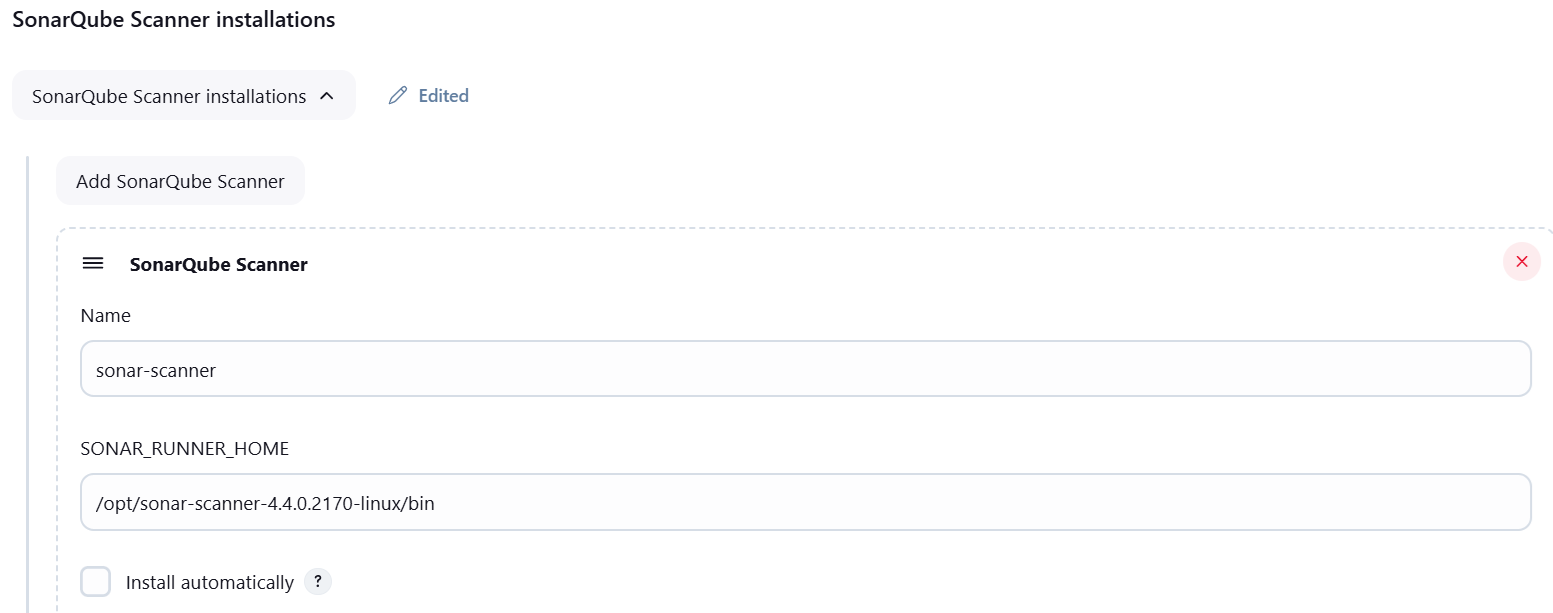 SonarQube Scanner installations
SonarQube Scanner installations
Edited
Add SonarQube Scanner
SonarQube Scanner
Name
sonar-scanner
SONAR_RUNNER_HOME
/opt/sonar-scanner-4.4.0.2170-linux/bin
Install automatically ?